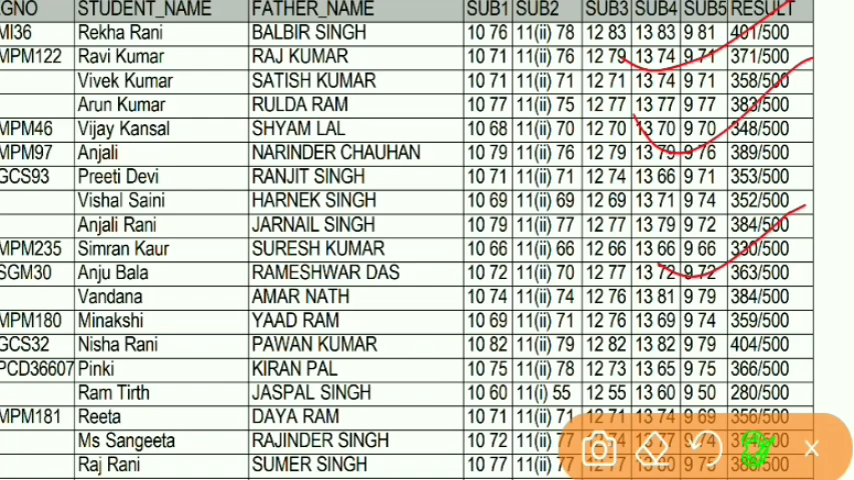 GNO STUDENT_NAME FATHER_NAME SUB1 SUB2 SUB3 SUB4 SUB5 RESULT
MI36 Rekha Rani BALBIR SINGH 10 76 11(ii) 78 12 83 13 83 9 81 401/500
MPM122 Ravi Kumar RAJ KUMAR 10 71 11(ii) 76 12 79 13 74 9 71 371/500
Vivek Kumar SATISH KUMAR 10 71 11(ii) 71 12 71 13 74 9 71 358/500
Arun Kumar RULDA RAM 10 77 11(ii) 75 12 77 13 77 9 77 383/500
MPM46 Vijay Kansal SHYAM LAL 10 68 11(ii) 70 12 70 13 70 9 70 348/500
MPM97 Anjali NARINDER CHAUHAN 10 79 11(ii) 76 12 79 13 79 9 76 389/500
GCS93 Preeti Devi RANJIT SINGH 10 71 11(ii) 71 12 74 13 66 9 71 353/500
Vishal Saini HARNEK SINGH 10 69 11(ii) 69 12 69 13 71 9 74 352/500
Anjali Rani JARNAIL SINGH 10 79 11(ii) 77 12 77 13 79 9 72 384/500
MPM235 Simran Kaur SURESH KUMAR 10 66 11(ii) 66 12 66 13 66 9 66 330/500
SGM30 Anju Bala RAMESHWAR DAS 10 72 11(ii) 70 12 77 13 72 9 72 363/500
Vandana AMAR NATH 10 74 11(ii) 74 12 76 13 81 9 79 384/500
MPM180 Minakshi YAAD RAM 10 69 11(ii) 71 12 76 13 69 9 74 359/500
GCS32 Nisha Rani PAWAN KUMAR 10 82 11(ii) 79 12 82 13 82 9 79 404/500
PCD36607 Pinki KIRAN PAL 10 75 11(ii) 78 12 73 13 65 9 75 366/500
Ram Tirth JASPAL SINGH 10 60 11(i) 55 12 55 13 60 9 50 280/500
MPM181 Reeta DAYA RAM 10 71 11(ii) 71 12 71 13 74 9 69 356/500
Ms Sangeeta RAJINDER SINGH 10 72 11(ii) 77 13 77 9 74
Raj Rani SUMER SINGH 10 77 11(ii) 77 12 77 9 75